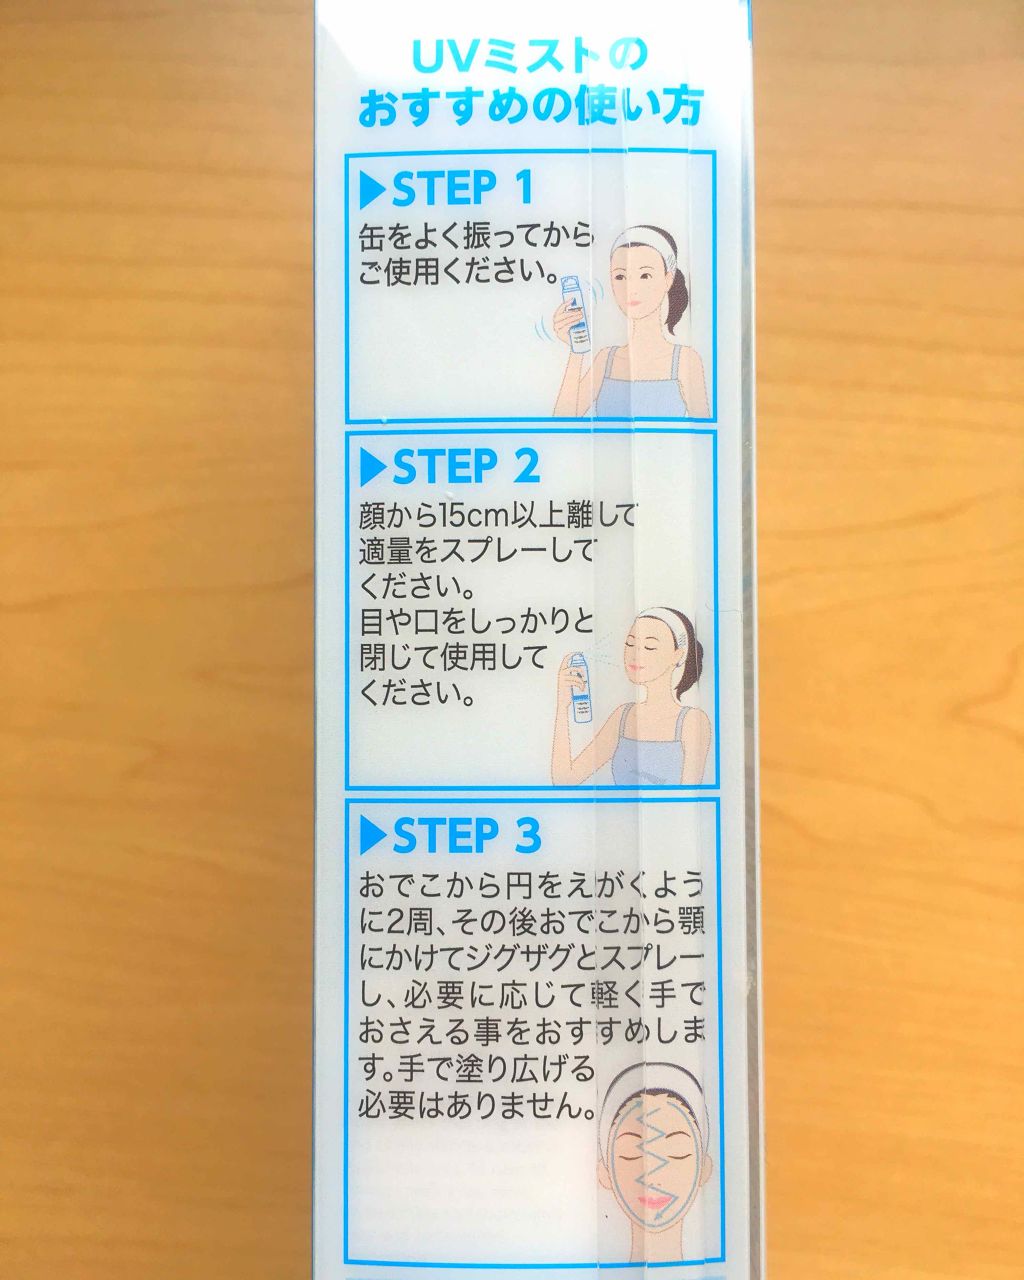 UVミストの
おすすめの使い方
▶STEP 1
缶をよく振ってから
ご使用ください。
▶STEP 2
顔から15cm以上離して
適量をスプレーして
ください。
目や口をしっかりと
閉じて使用して
ください。
▶STEP 3
おでこから円をえがくよう
に2周、その後おでこから顎
にかけてジグザグとスプレー
し、必要に応じて軽く手で
おさえる事をおすすめしま
す。手で塗り広げる
必要はありません。